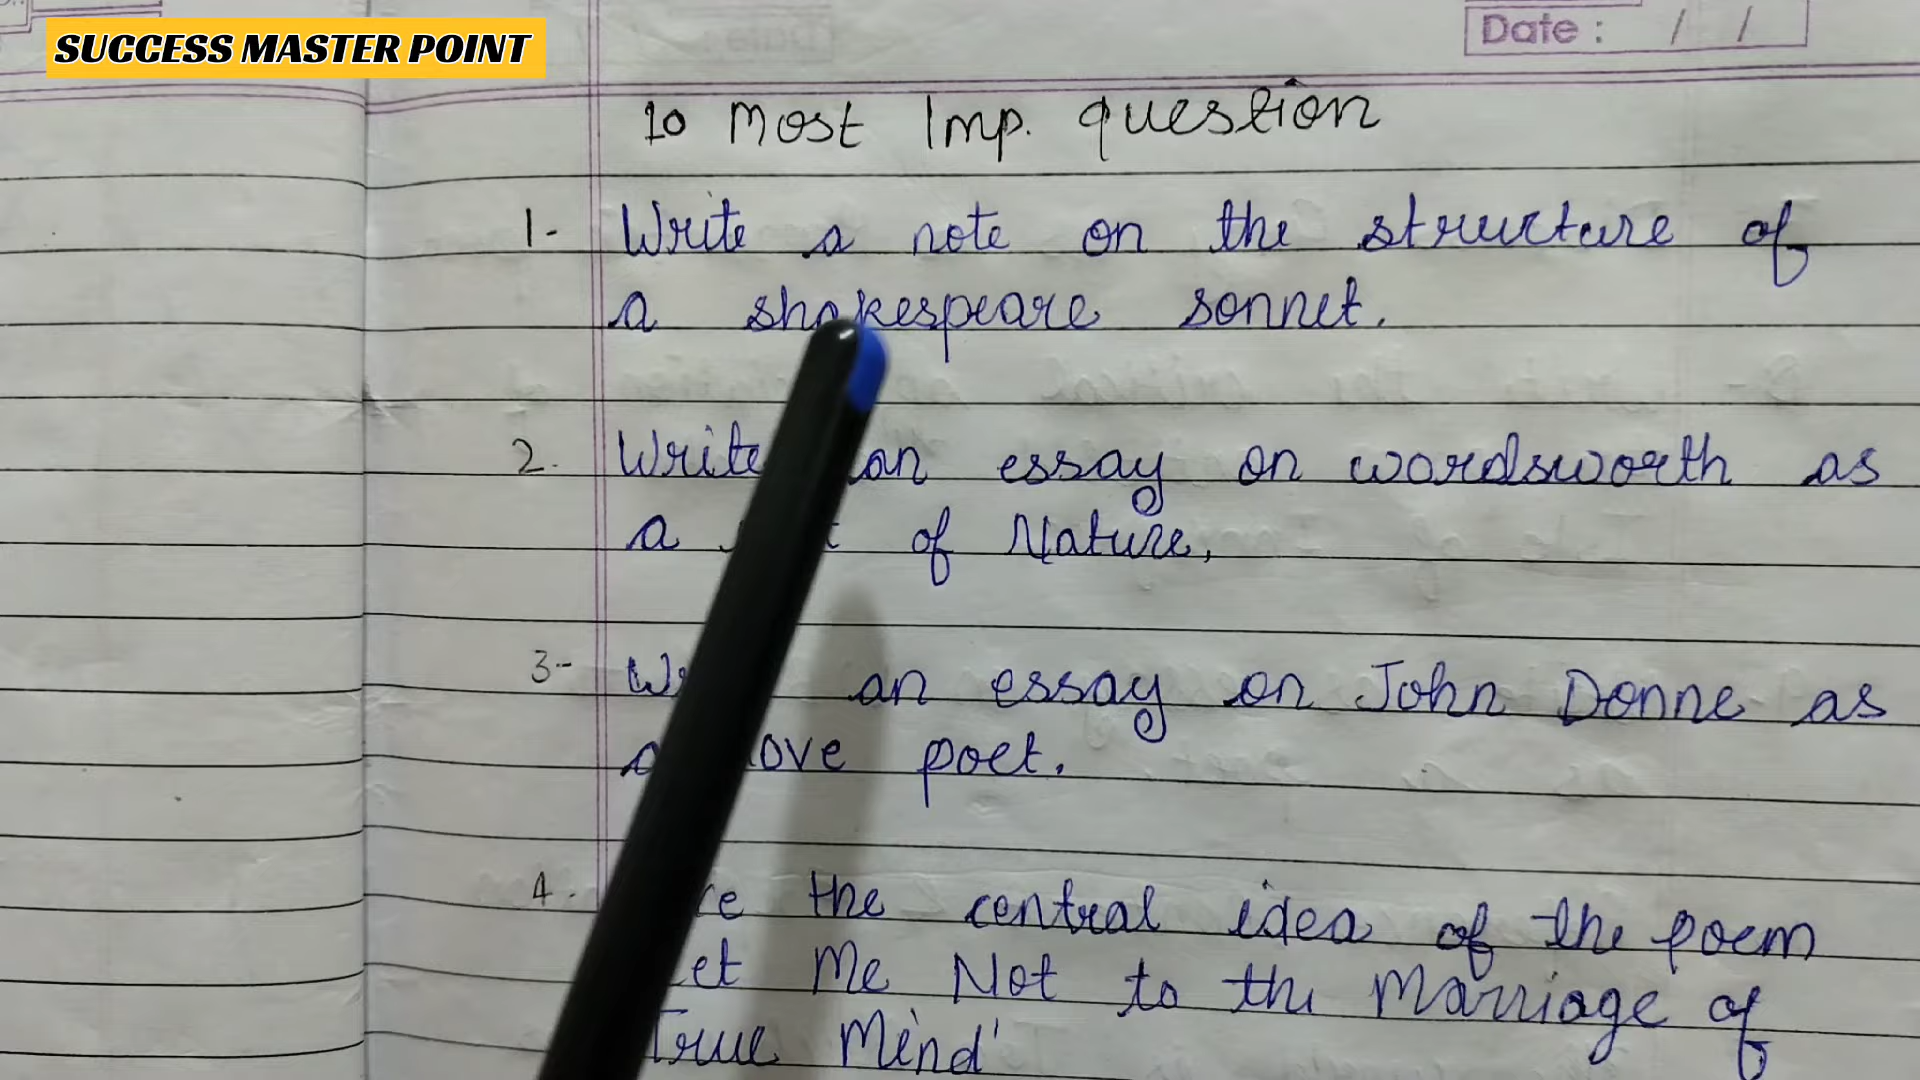 SUCCESS MASTER POINT
Date : / /
10 Most Imp. question
1- Write a note on the structure of
a shakespeare sonnet.
2. Write an essay on wordsworth as
a of Nature,
3- an essay on John Donne as
poet.
4. the central idea of the poem
Me Not to the Marriage of
True Mind'